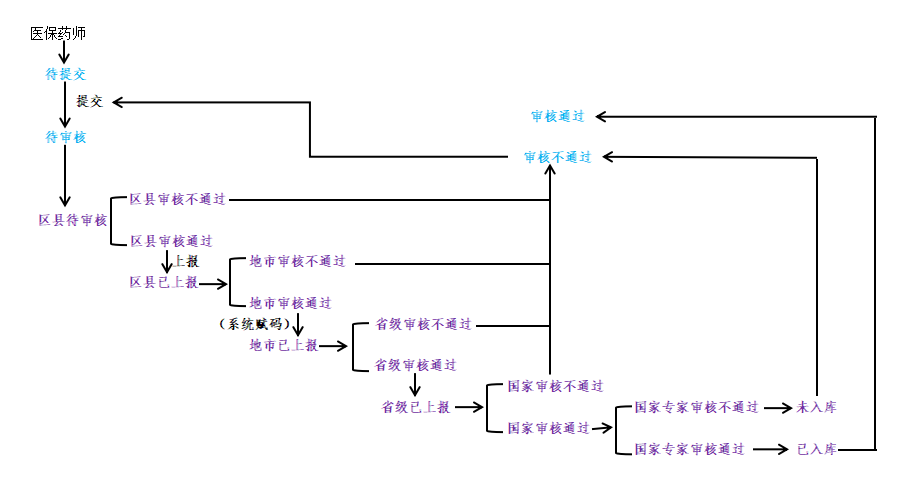 医保药师
待提交
提交
审核通过
待审核
审核不通过
区县审核不通过
区县待审核
区县审核通过
上报
地市审核不通过
区县已上报
地市审核通过
(系统赋码)
省级审核不通过
地市已上报
省级审核通过
国家审核不通过
省级已上报
国家专家审核不通过
未入库
国家审核通过
国家专家审核通过
已入库